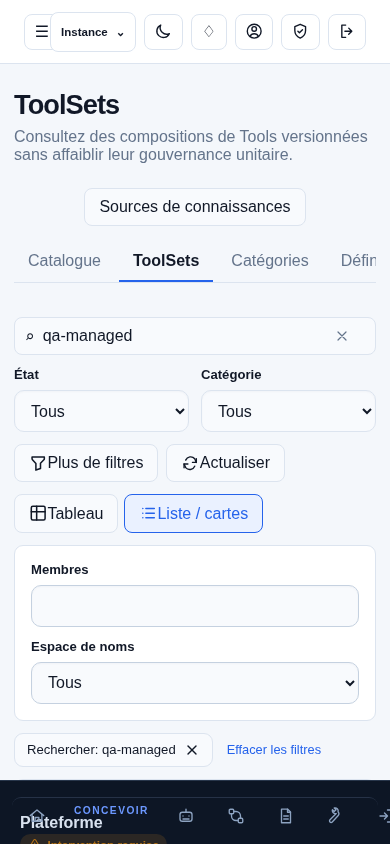 Instance
ToolSets
Consultez des compositions de Tools versionnées
sans affaiblir leur gouvernance unitaire.
Sources de connaissances
Catalogue ToolSets Catégories Défin
qa-managed
État Catégorie
Tous Tous
Plus de filtres Actualiser
Tableau Liste / cartes
Membres
Espace de noms
Tous
Rechercher: qa-managed Effacer les filtres
CONCEVOIR
Plateforme
Intervention requise